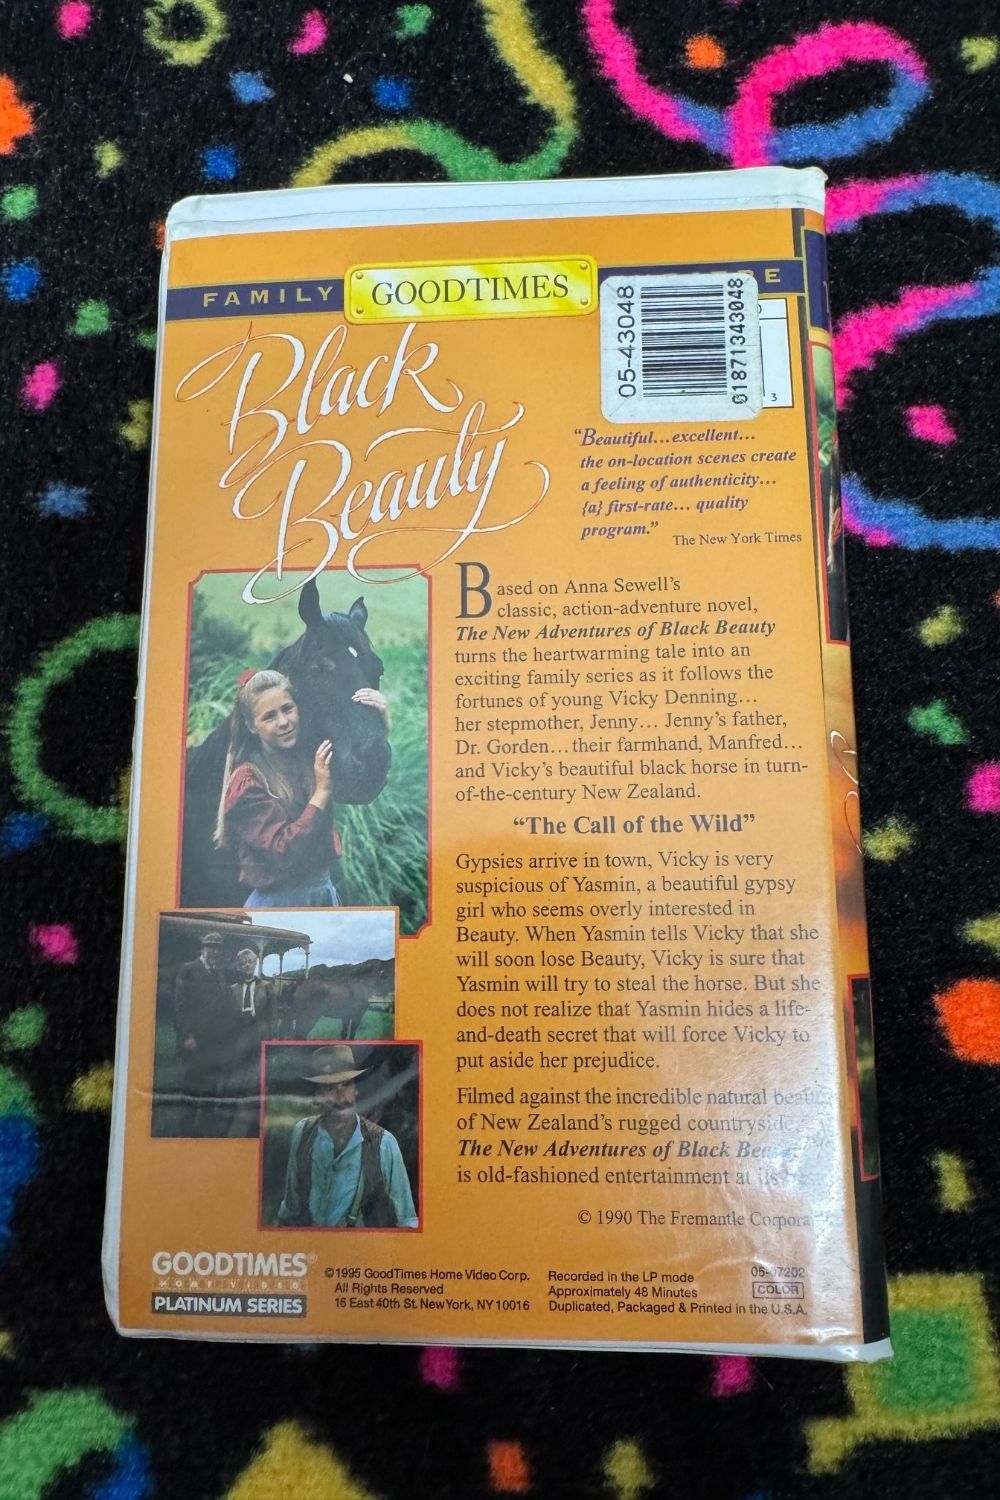 FAMILY
GOODTIMES
Black
Beauty
05-43048
01871343048
3
"Beautiful...excellent...
the on-location scenes create
a feeling of authenticity...
{a} first-rate... quality
program."
The New York Times
Based on Anna Sewell's
classic, action-adventure novel,
The New Adventures of Black Beauty
turns the heartwarming tale into an
exciting family series as it follows the
fortunes of young Vicky Denning...
her stepmother, Jenny... Jenny's father,
Dr. Gorden... their farmhand, Manfred...
and Vicky's beautiful black horse in turn-
of-the-century New Zealand.
"The Call of the Wild"
Gypsies arrive in town, Vicky is very
suspicious of Yasmin, a beautiful gypsy
girl who seems overly interested in
Beauty. When Yasmin tells Vicky that she
will soon lose Beauty, Vicky is sure that
Yasmin will try to steal the horse. But she
does not realize that Yasmin hides a life-
and-death secret that will force Vicky to
put aside her prejudice.
Filmed against the incredible natural
of New Zealand's rugged countryside,
The New Adventures of Black
is old-fashioned entertainment at its
© 1990 The Fremantle
GOODTIMES®
HOME VIDEO
PLATINUM SERIES
©1995 GoodTimes Home Video Corp.
All Rights Reserved
16 East 40th St. New York, NY 10016
Recorded in the LP mode
Approximately 48 Minutes
Duplicated, Packaged & Printed in the U.S.A.
05-07202
COLOR